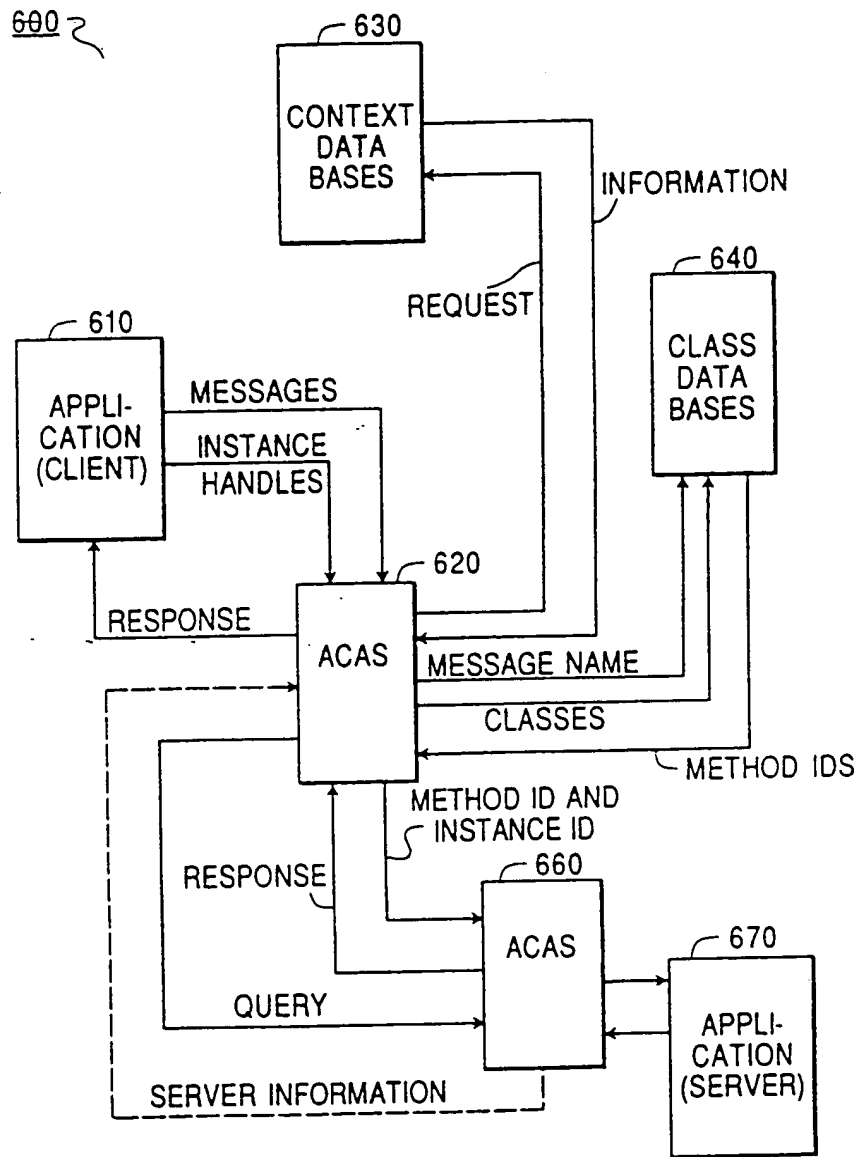 600
630
CONTEXT
DATA
BASES
INFORMATION
640
REQUEST
CLASS
DATA
BASES
610
APPLI-
CATION
(CLIENT)
MESSAGES
INSTANCE
HANDLES
620
RESPONSE
ACAS
MESSAGE NAME
CLASSES
METHOD IDS
METHOD ID AND
INSTANCE ID
RESPONSE
660
ACAS
670
QUERY
APPLI-
CATION
(SERVER)
SERVER INFORMATION